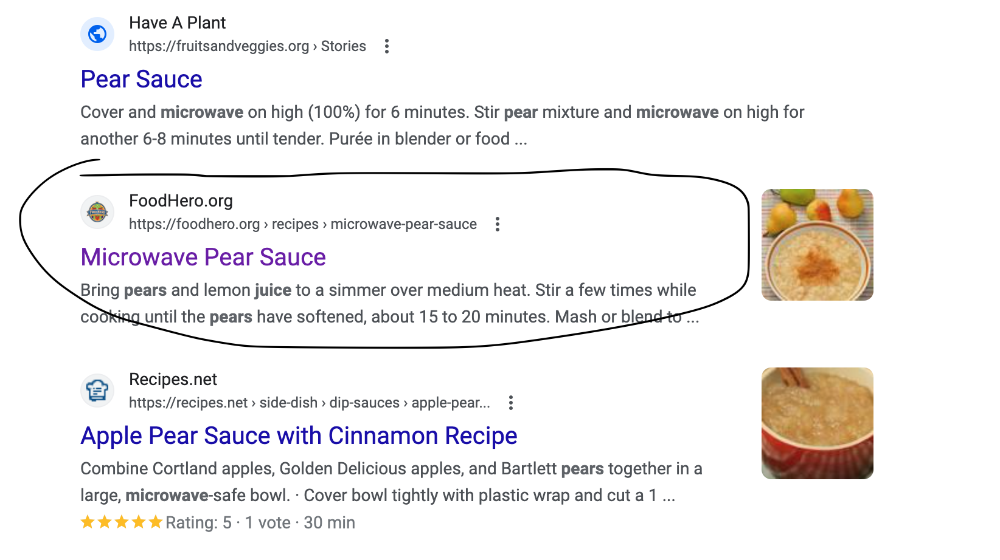 Have A Plant
https://fruitsandveggies.org › Stories
Pear Sauce
Cover and microwave on high (100%) for 6 minutes. Stir pear mixture and microwave on high for
another 6-8 minutes until tender. Purée in blender or food ...
FoodHero.org
https://foodhero.org › recipes › microwave-pear-sauce
Microwave Pear Sauce
Bring pears and lemon juice to a simmer over medium heat. Stir a few times while
cooking until the pears have softened, about 15 to 20 minutes. Mash or blend to ...
Recipes.net
https://recipes.net › side-dish › dip-sauces › apple-pear...
Apple Pear Sauce with Cinnamon Recipe
Combine Cortland apples, Golden Delicious apples, and Bartlett pears together in a
large, microwave-safe bowl. · Cover bowl tightly with plastic wrap and cut a 1 ...
Rating: 5 · 1 vote · 30 min